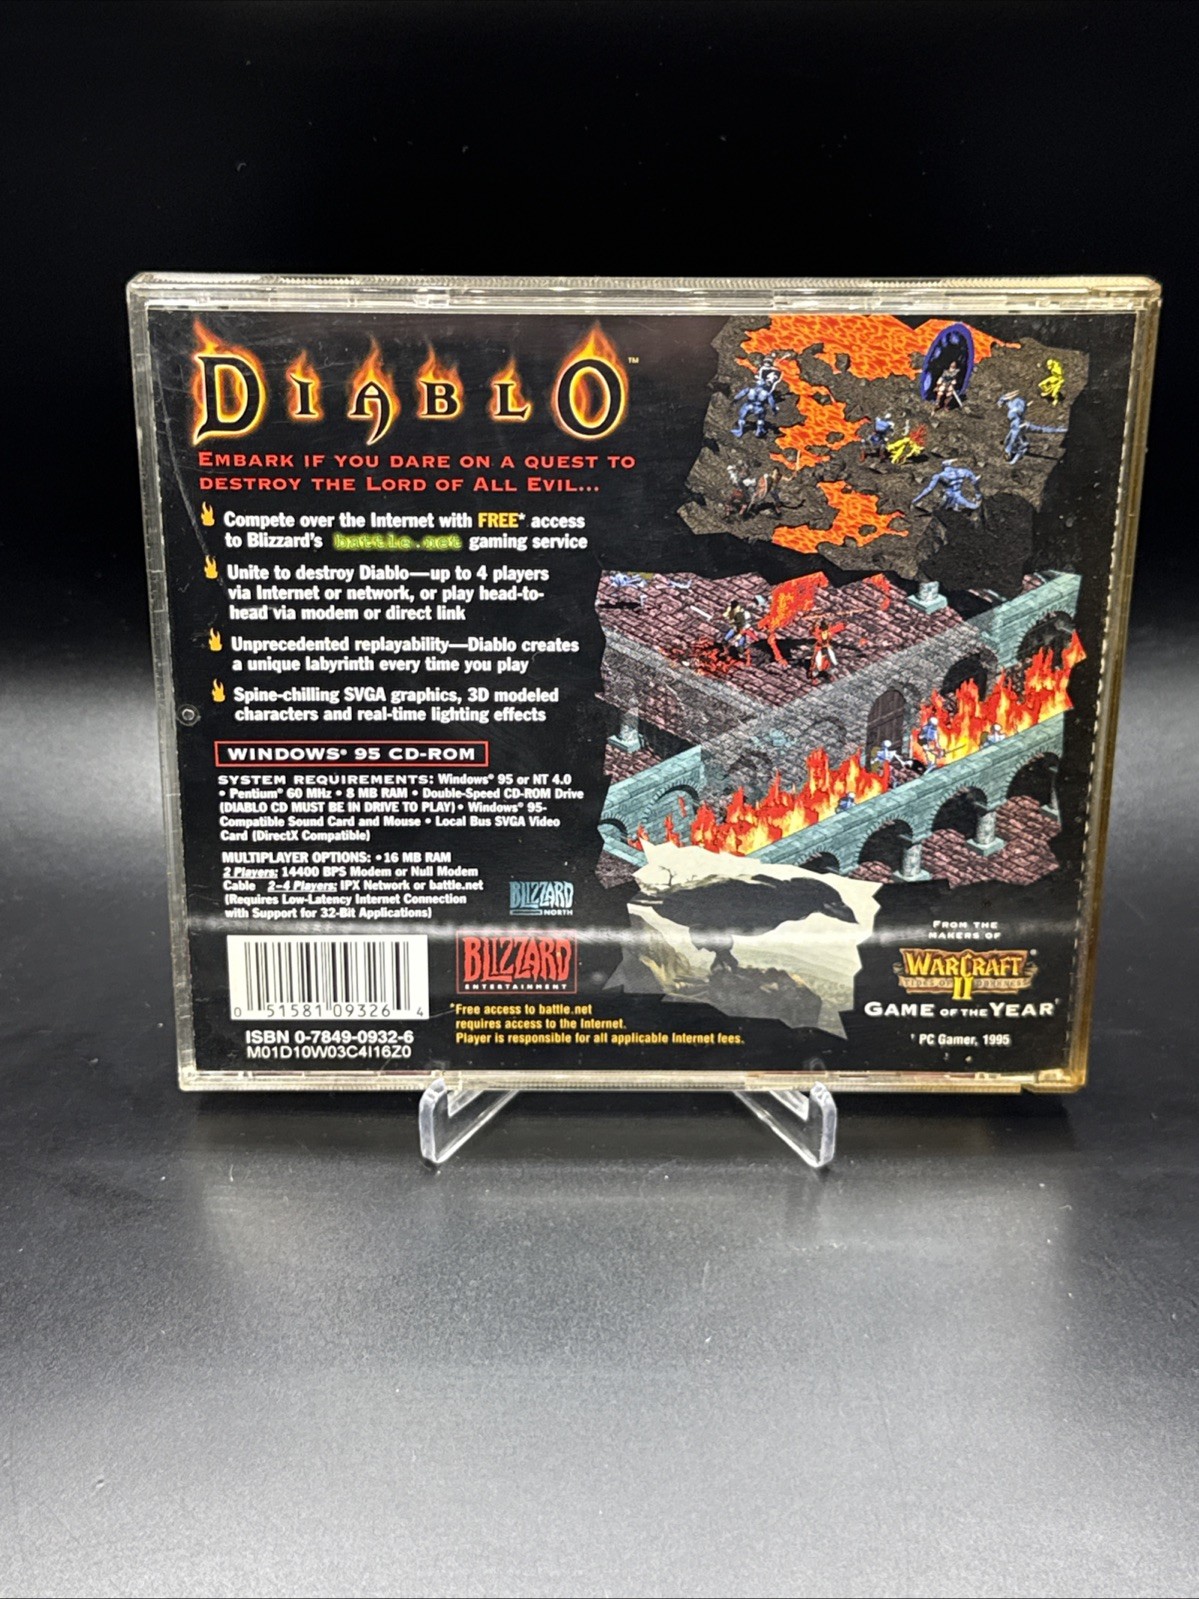 DIABLO™
EMBARK IF YOU DARE ON A QUEST TO
DESTROY THE LORD OF ALL EVIL...
Compete over the Internet with FREE* access
to Blizzard's battle.net gaming service
Unite to destroy Diablo—up to 4 players
via Internet or network, or play head-to-
head via modem or direct link
Unprecedented replayability—Diablo creates
a unique labyrinth every time you play
Spine-chilling SVGA graphics, 3D modeled
characters and real-time lighting effects
WINDOWS® 95 CD-ROM
SYSTEM REQUIREMENTS: Windows® 95 or NT 4.0
• Pentium® 60 MHz • 8 MB RAM • Double-Speed CD-ROM Drive
(DIABLO CD MUST BE IN DRIVE TO PLAY) • Windows® 95-
Compatible Sound Card and Mouse • Local Bus SVGA Video
Card (DirectX Compatible)
MULTIPLAYER OPTIONS: • 16 MB RAM
2 Players: 14400 BPS Modem or Null Modem
Cable 2–4 Players: IPX Network or battle.net
(Requires Low-Latency Internet Connection
with Support for 32-Bit Applications)
BLIZZARD
NORTH
BLIZZARD
ENTERTAINMENT
0 51581 09326 4
ISBN 0-7849-0932-6
M01D10W03C4I16Z0
*Free access to battle.net
requires access to the Internet.
Player is responsible for all applicable Internet fees.
FROM THE
MAKERS OF
WARCRAFT
II
TIDES OF DARKNESS
GAME OF THE YEAR†
† PC Gamer, 1995